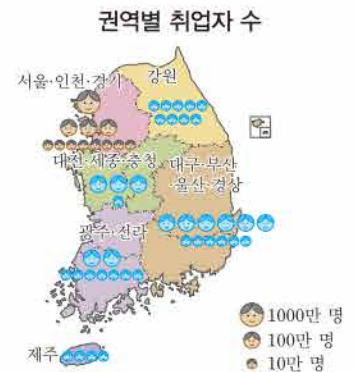 권역별 취업자 수
서울·인천·경기
강원
대전·세종·충청
대구·부산
·울산·경상
광주·전라
제주
1000만 명
100만 명
10만 명